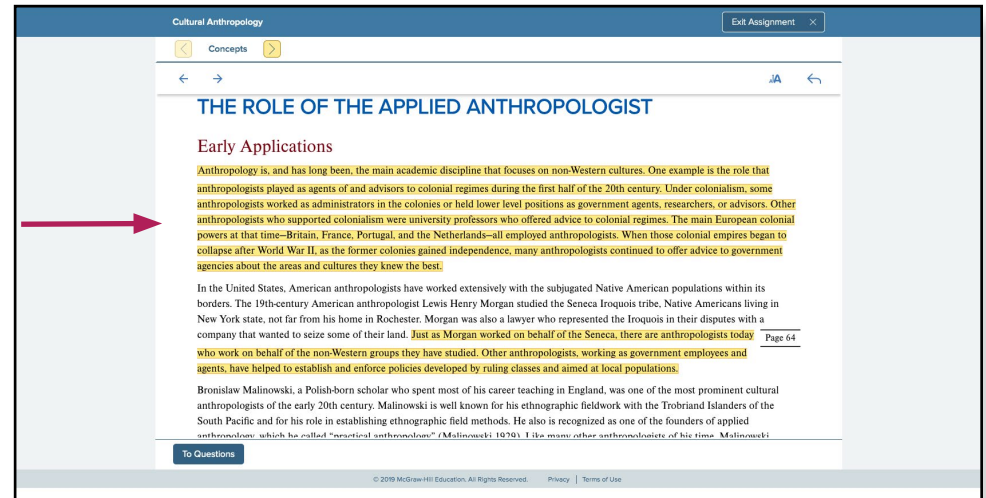 Cultural Anthropology
Exit Assignment ×
Concepts
AA
THE ROLE OF THE APPLIED ANTHROPOLOGIST
Early Applications
Anthropology is, and has long been, the main academic discipline that focuses on non-Western cultures. One example is the role that
anthropologists played as agents of and advisors to colonial regimes during the first half of the 20th century. Under colonialism, some
anthropologists worked as administrators in the colonies or held lower level positions as government agents, researchers, or advisors. Other
anthropologists who supported colonialism were university professors who offered advice to colonial regimes. The main European colonial
powers at that time—Britain, France, Portugal, and the Netherlands—all employed anthropologists. When those colonial empires began to
collapse after World War II, as the former colonies gained independence, many anthropologists continued to offer advice to government
agencies about the areas and cultures they knew the best.
In the United States, American anthropologists have worked extensively with the subjugated Native American populations within its
borders. The 19th-century American anthropologist Lewis Henry Morgan studied the Seneca Iroquois tribe, Native Americans living in
New York state, not far from his home in Rochester. Morgan was also a lawyer who represented the Iroquois in their disputes with a
company that wanted to seize some of their land. Just as Morgan worked on behalf of the Seneca, there are anthropologists today
Page 64
who work on behalf of the non-Western groups they have studied. Other anthropologists, working as government employees and
agents, have helped to establish and enforce policies developed by ruling classes and aimed at local populations.
Bronislaw Malinowski, a Polish-born scholar who spent most of his career teaching in England, was one of the most prominent cultural
anthropologists of the early 20th century. Malinowski is well known for his ethnographic fieldwork with the Trobriand Islanders of the
South Pacific and for his role in establishing ethnographic field methods. He also is recognized as one of the founders of applied
anthropology, which he called "practical anthropology" (Malinowski 1929). Like many other anthropologists of his time, Malinowski
To Questions
© 2019 McGraw-Hill Education. All Rights Reserved. Privacy | Terms of Use